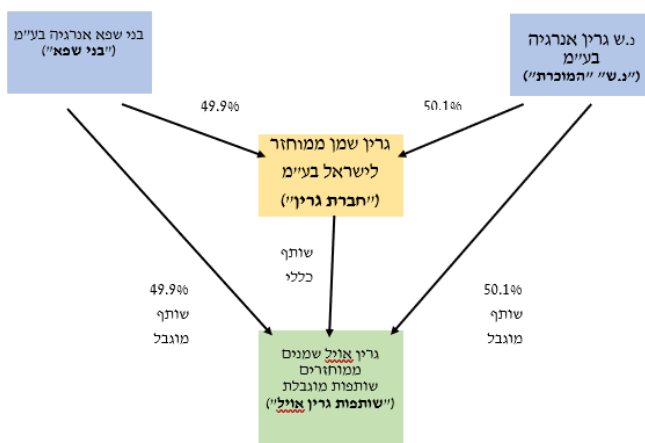 נ.ש גרין אנרגיה
בע״מ
("נ.ש" "המוכרת")
בני שפא אנרגיה בע״מ
("בני שפא")
50.1%
49.9%
גרין שמן ממוחזר
לישראל בע״מ
("חברת גרין")
שותף
כללי
50.1%
שותף
מוגבל
49.9%
שותף
מוגבל
גרין אויל שמנים
ממוחזרים
שותפות מוגבלת
("שותפות גרין אויל")